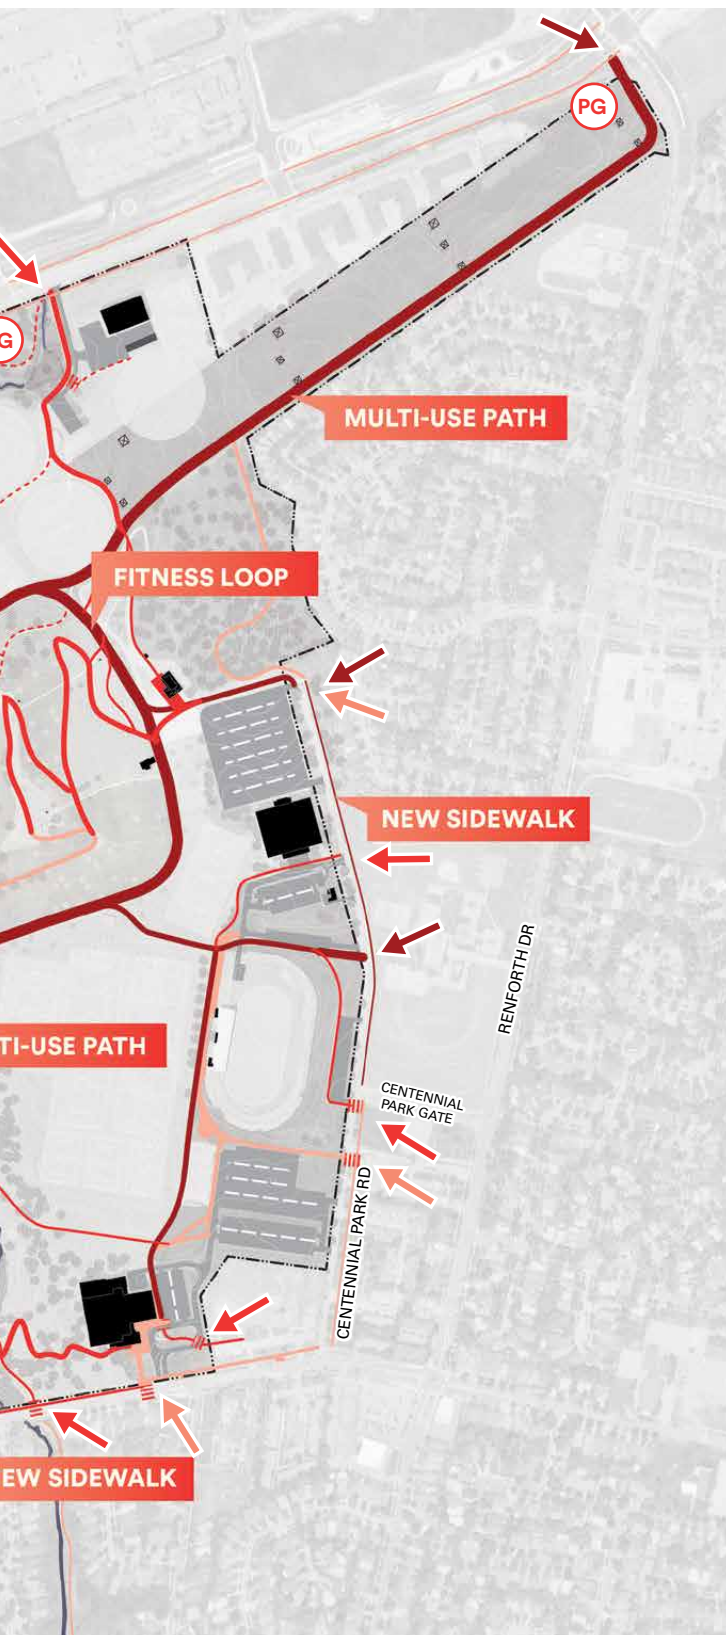 PG
G
MULTI-USE PATH
FITNESS LOOP
NEW SIDEWALK
RENFORTH DR
TI-USE PATH
CENTENNIAL
PARK GATE
CENTENNIAL PARK RD
EW SIDEWALK